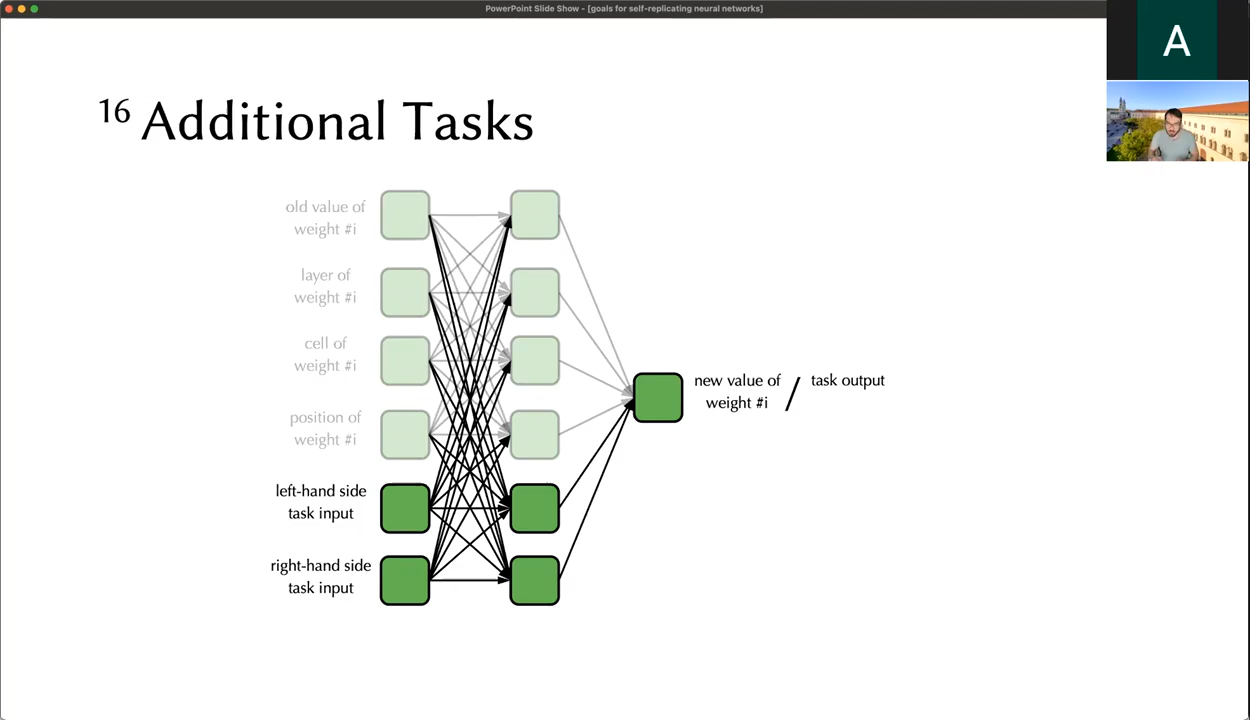 PowerPoint Slide Show - [goals for self-replicating neural networks]
A
16 Additional Tasks
old value of
weight #i
layer of
weight #i
cell of
weight #i
position of
weight #i
left-hand side
task input
right-hand side
task input
new value of / task output
weight #i